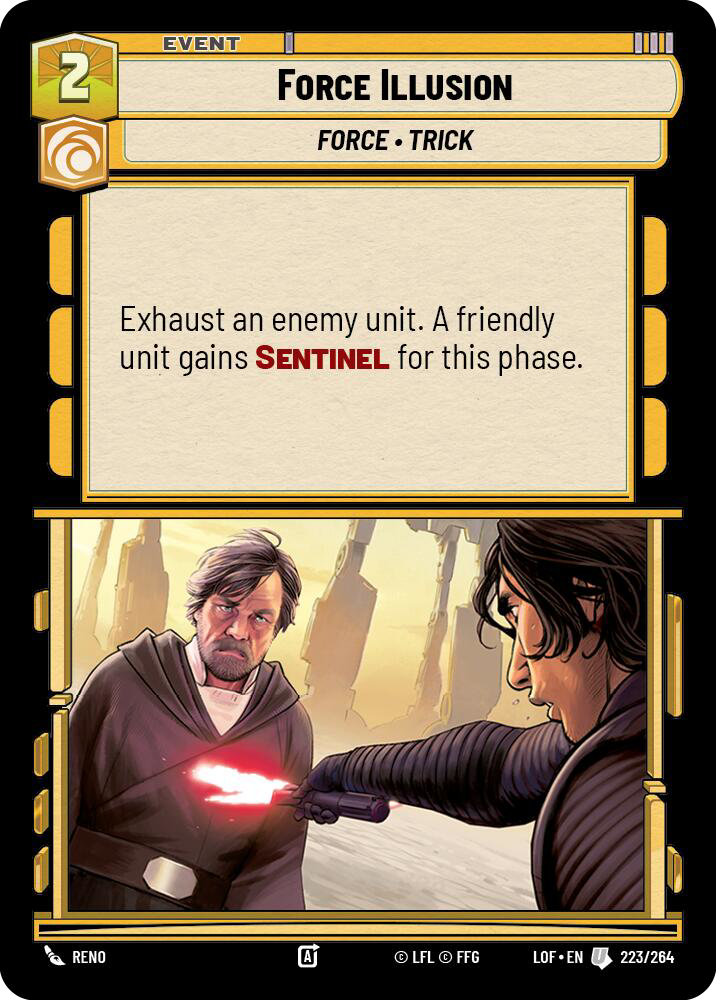 EVENT
2
FORCE ILLUSION
FORCE • TRICK
Exhaust an enemy unit. A friendly
unit gains SENTINEL for this phase.
RENO
A
© LFL © FFG
LOF • EN
U
223/264